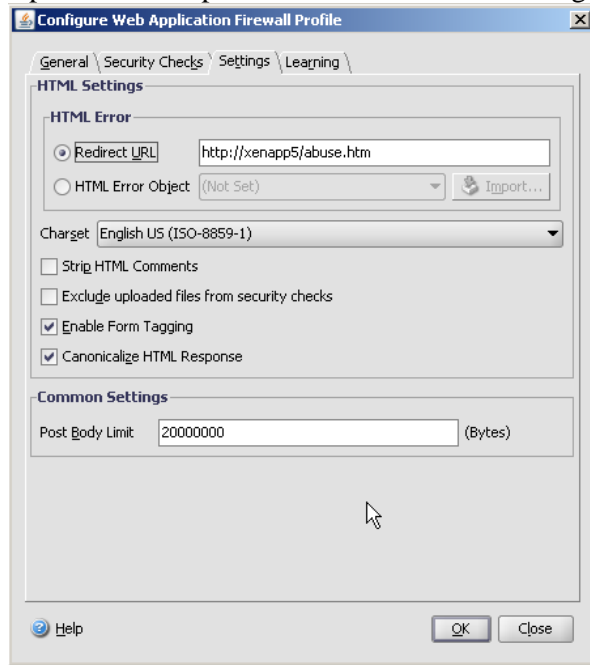 Configure Web Application Firewall Profile
General Security Checks Settings Learning
HTML Settings
HTML Error
Redirect URL http://xenapp5/abuse.htm
HTML Error Object (Not Set) Import...
Charset English US (ISO-8859-1)
Strip HTML Comments
Exclude uploaded files from security checks
Enable Form Tagging
Canonicalize HTML Response
Common Settings
Post Body Limit 20000000 (Bytes)
Help OK Close